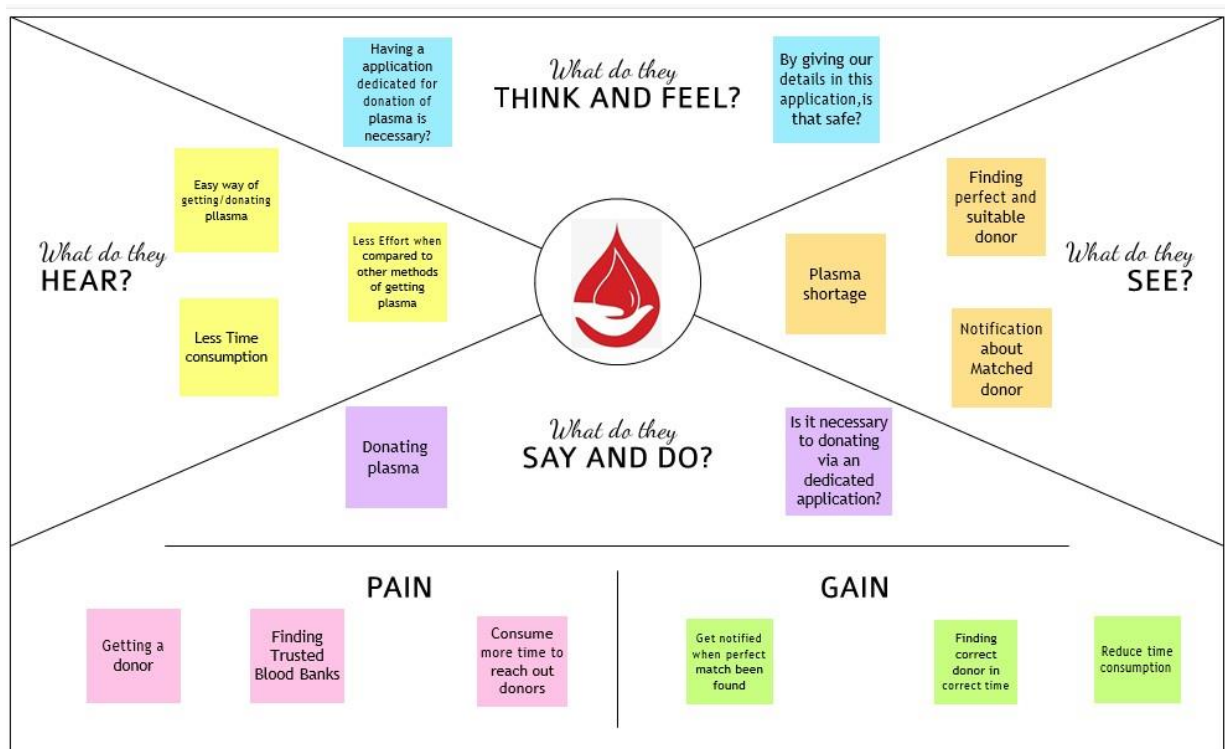 Having a
application
dedicated for
donation of
plasma is
necessary?
What do they
THINK AND FEEL?
By giving our
details in this
application,is
that safe?
Easy way of
getting/donating
pllasma
What do they
HEAR?
Less Effort when
compared to
other methods
of getting
plasma
Less Time
consumption
Finding
perfect and
suitable
donor
Plasma
shortage
What do they
SEE?
Notification
about
Matched
donor
Donating
plasma
What do they
SAY AND DO?
Is it necessary
to donating
via an
dedicated
application?
PAIN
Getting a
donor
Finding
Trusted
Blood Banks
Consume
more time to
reach out
donors
GAIN
Get notified
when perfect
match been
found
Finding
correct
donor in
correct time
Reduce time
consumption